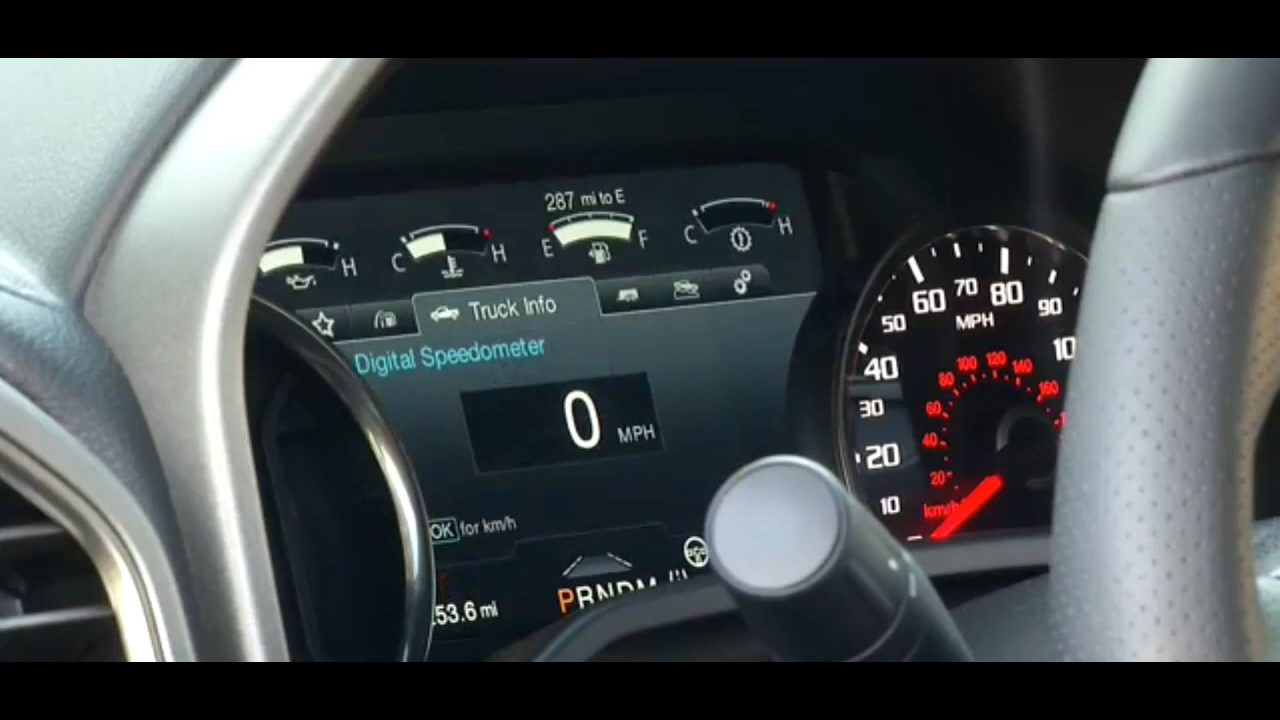 287 mi to E
H
C H
E F
C H
Truck Info
Digital Speedometer
0 MPH
OK for km/h
53.6 mi
PRNDM
10
20
30
40
50
60
70
80
90
MPH
20
40
60
80
100
120
140
160
km/h